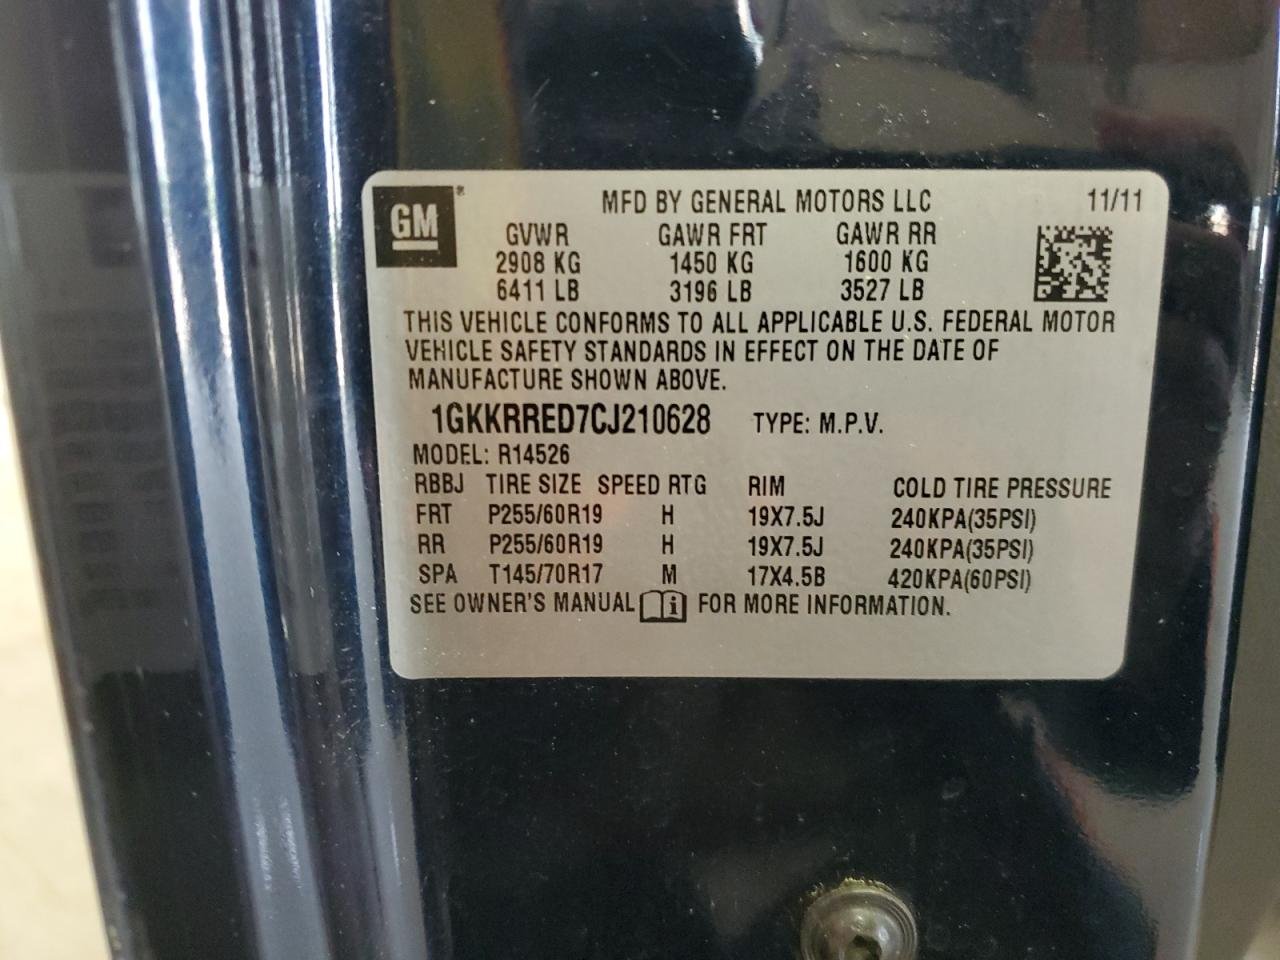 GM® MFD BY GENERAL MOTORS LLC 11/11
GVWR GAWR FRT GAWR RR
2908 KG 1450 KG 1600 KG
6411 LB 3196 LB 3527 LB
THIS VEHICLE CONFORMS TO ALL APPLICABLE U.S. FEDERAL MOTOR
VEHICLE SAFETY STANDARDS IN EFFECT ON THE DATE OF
MANUFACTURE SHOWN ABOVE.
1GKKRRED7CJ210628 TYPE: M.P.V.
MODEL: R14526
RBBJ TIRE SIZE SPEED RTG RIM COLD TIRE PRESSURE
FRT P255/60R19 H 19X7.5J 240KPA(35PSI)
RR P255/60R19 H 19X7.5J 240KPA(35PSI)
SPA T145/70R17 M 17X4.5B 420KPA(60PSI)
SEE OWNER'S MANUAL i FOR MORE INFORMATION.